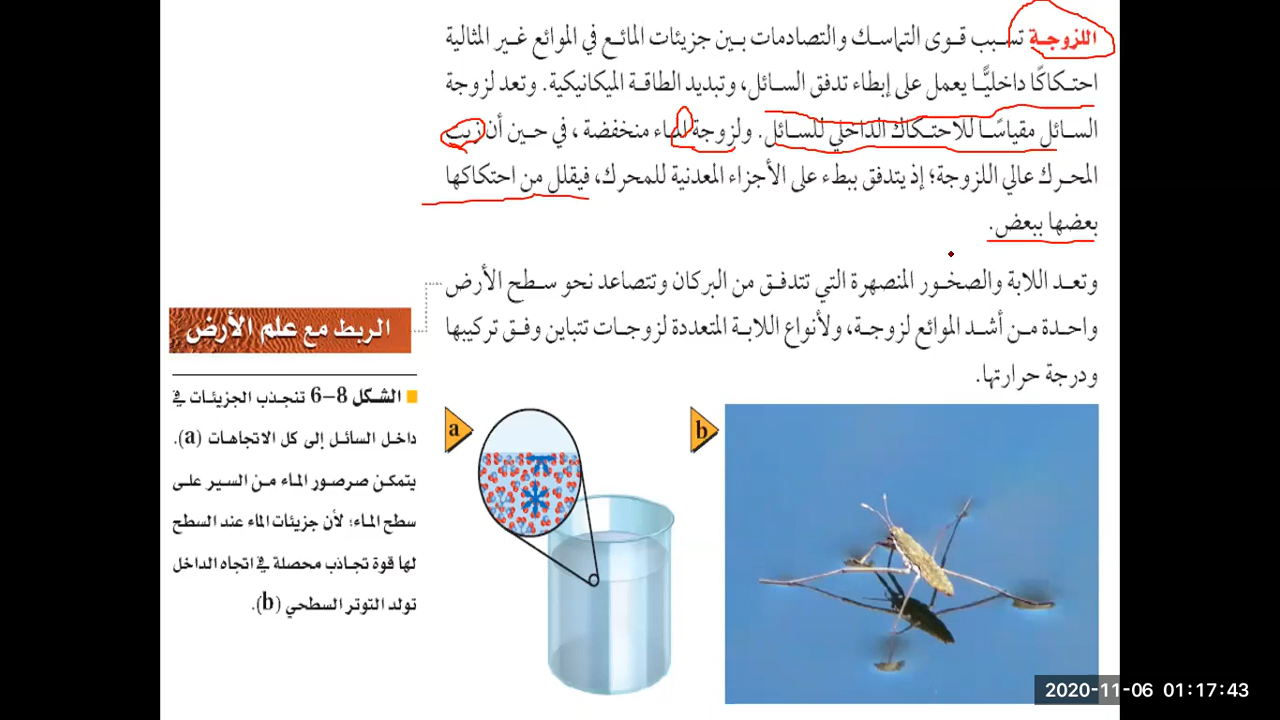 اللزوجة تسبب قوى التماسك والتصادمات بين جزيئات المائع في الموائع غير المثالية
احتكاكًا داخليًّا يعمل على إبطاء تدفق السائل، وتبديد الطاقة الميكانيكية. وتعد لزوجة
السائل مقياسًا للاحتكاك الداخلي للسائل. ولزوجة الماء منخفضة، في حين أن زيت
المحرك عالي اللزوجة؛ إذ يتدفق ببطء على الأجزاء المعدنية للمحرك، فيقلل من احتكاكها
بعضها ببعض.
وتعد اللابة والصخور المنصهرة التي تتدفق من البركان وتتصاعد نحو سطح الأرض
واحدة من أشد الموائع لزوجة، ولأنواع اللابة المتعددة لزوجات تتباين وفق تركيبها
ودرجة حرارتها.
الربط مع علم الأرض
الشكل 8-6 تنجذب الجزيئات في
داخل السائل إلى كل الاتجاهات (a).
يتمكن صرصور الماء من السير على
سطح الماء؛ لأن جزيئات الماء عند السطح
لها قوة تجاذب محصلة في اتجاه الداخل
تولد التوتر السطحي (b).
a
b
2020-11-06 01:17:43